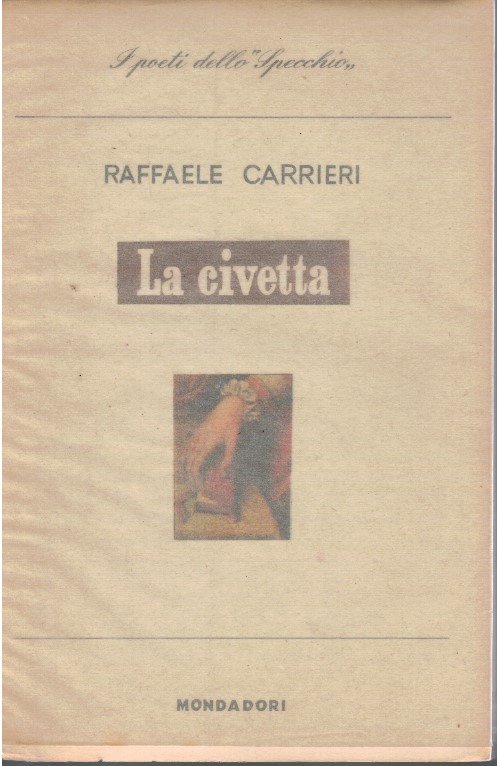 I poeti dello "Specchio„
RAFFAELE CARRIERI
La civetta
MONDADORI